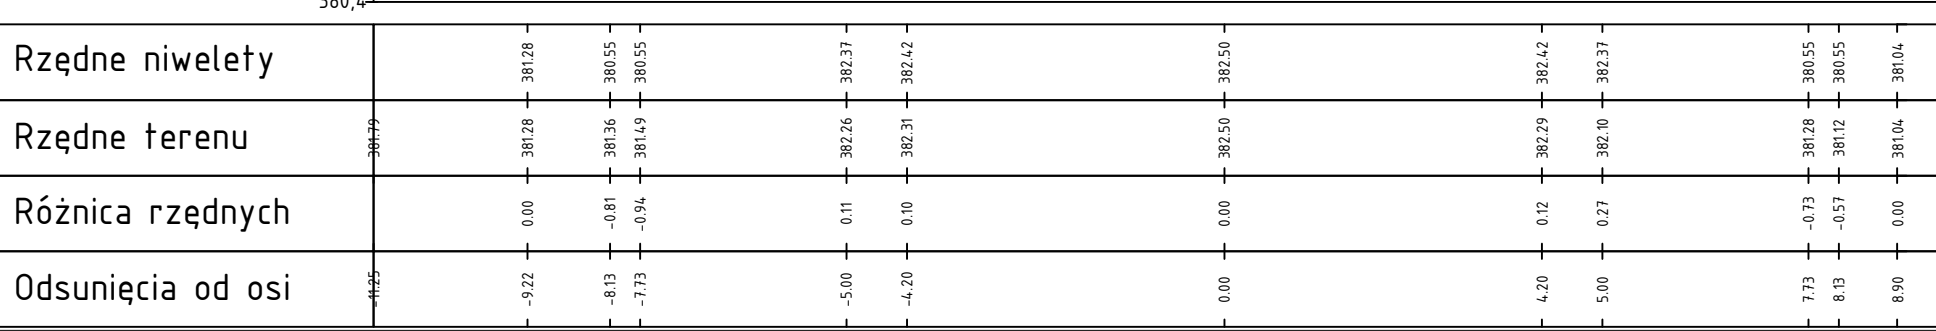 380,4
Rzędne niwelety 381.28 380.55 380.55 382.37 382.42 382.50 382.42 382.37 380.55 380.55 381.04
Rzędne terenu 381.79 381.28 381.36 381.49 382.26 382.31 382.50 382.29 382.10 381.28 381.12 381.04
Różnica rzędnych 0.00 -0.81 -0.94 0.11 0.10 0.00 0.12 0.27 -0.73 -0.57 0.00
Odsunięcia od osi -11.25 -9.22 -8.13 -7.73 -5.00 -4.20 0.00 4.20 5.00 7.73 8.13 8.90